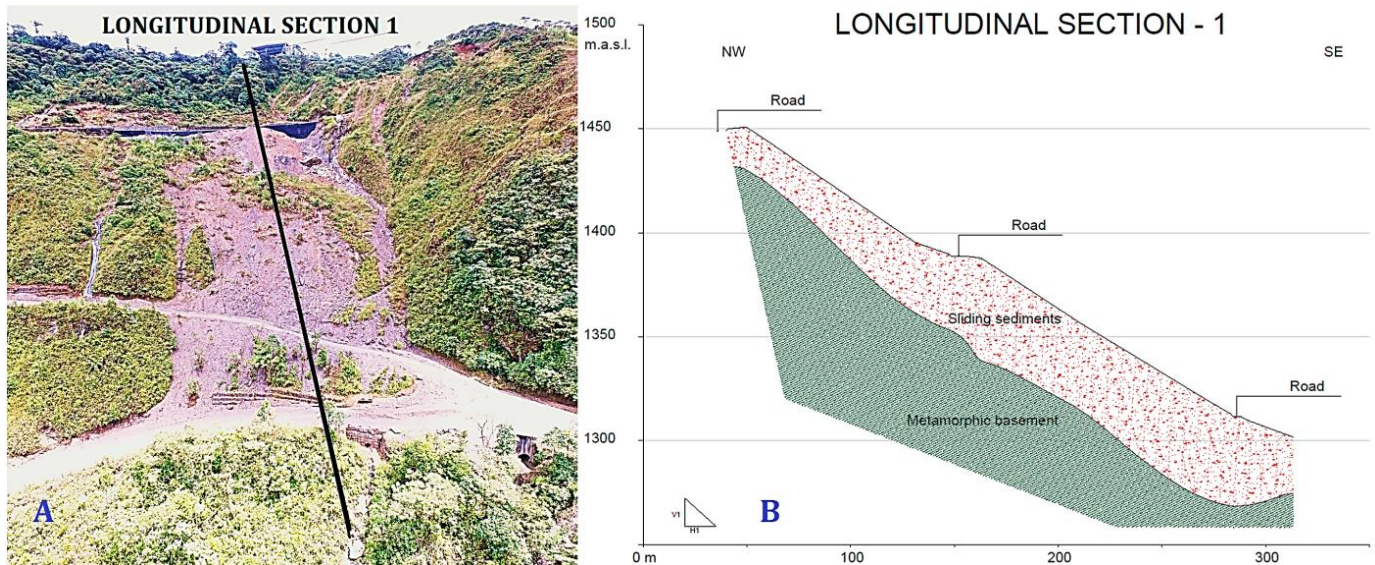 LONGITUDINAL SECTION 1
A
LONGITUDINAL SECTION - 1
1500
m.a.s.l.
NW
SE
Road
1450
Road
1400
1350
Sliding sediments
Road
Metamorphic basement
1300
V1
H1
B
0 m
100
200
300